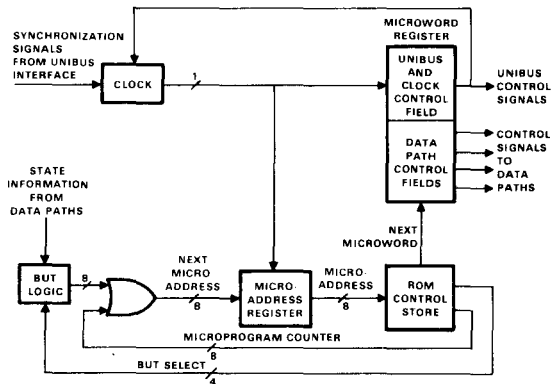 MICROWORD
REGISTER
SYNCHRONIZATION
SIGNALS
FROM UNIBUS
INTERFACE
CLOCK
1
UNIBUS
AND
CLOCK
CONTROL
FIELD
UNIBUS
CONTROL
SIGNALS
DATA
PATH
CONTROL
FIELDS
CONTROL
SIGNALS
TO
DATA
PATHS
STATE
INFORMATION
FROM
DATA PATHS
NEXT
MICROWORD
BUT
LOGIC
8
NEXT
MICRO
ADDRESS
8
MICRO-
ADDRESS
REGISTER
MICRO-
ADDRESS
8
ROM
CONTROL
STORE
MICROPROGRAM COUNTER
8
BUT SELECT
4